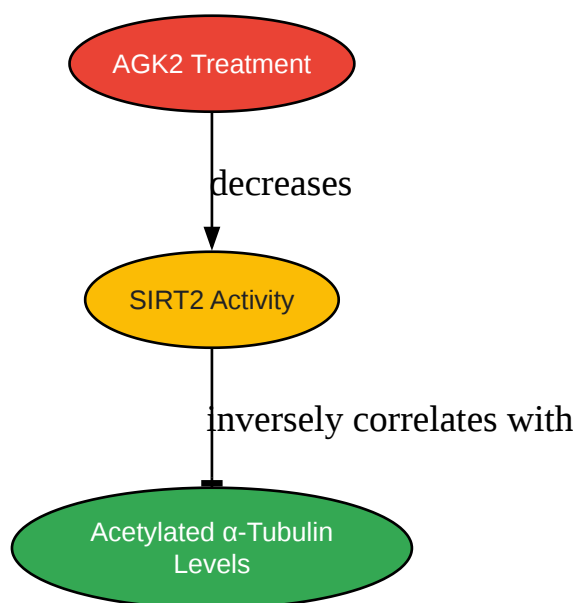 AGK2 Treatment
decreases
SIRT2 Activity
inversely correlates with
Acetylated α-Tubulin
Levels